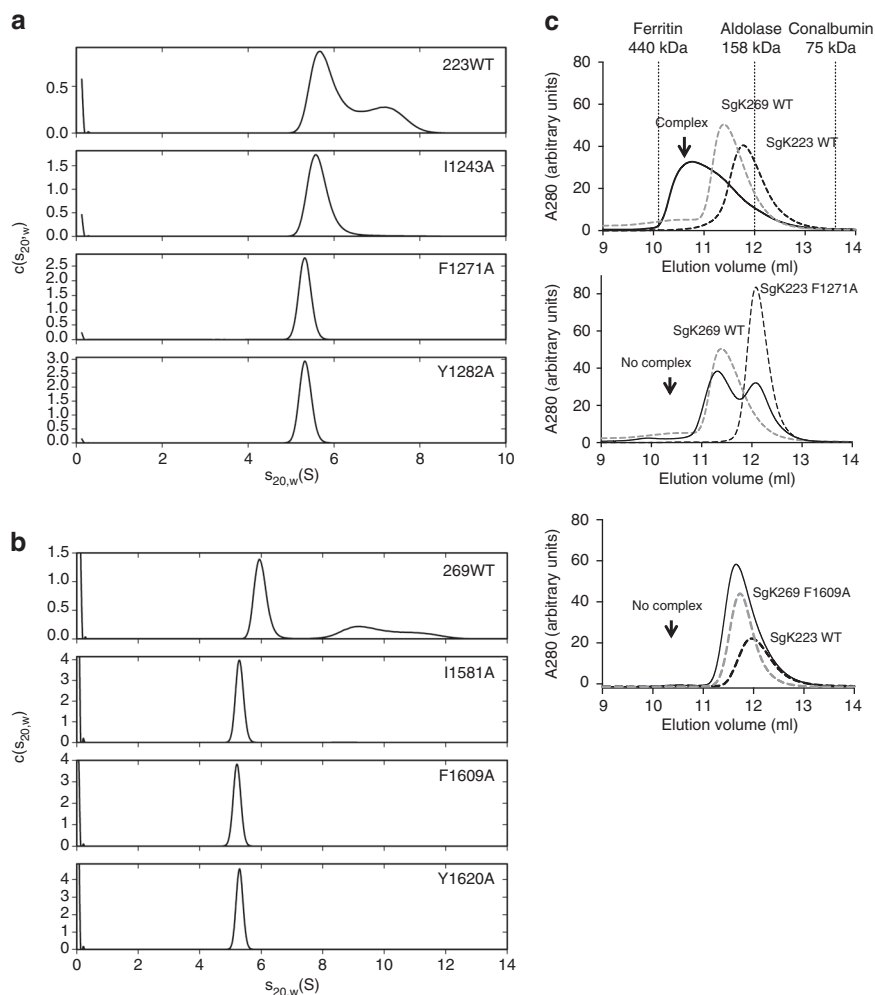 a
223WT
0.5
0.0
I1243A
1.5
1.0
0.5
0.0
F1271A
2.5
2.0
1.5
1.0
0.5
0.0
Y1282A
3.0
2.5
2.0
1.5
1.0
0.5
0.0
c(s20'w)
0 2 4 6 8 10
s20,w(S)
b
269WT
1.5
1.0
0.5
0.0
I1581A
4
3
2
1
0
F1609A
4
3
2
1
0
Y1620A
4
3
2
1
0
c(s20,w)
0 2 4 6 8 10 12 14
s20,w(S)
c
Ferritin Aldolase Conalbumin
440 kDa 158 kDa 75 kDa
80
60
40
20
0
A280 (arbitrary units)
SgK269 WT
Complex
SgK223 WT
9 10 11 12 13 14
Elution volume (ml)
80
60
40
20
0
A280 (arbitrary units)
SgK223 F1271A
SgK269 WT
No complex
9 10 11 12 13 14
Elution volume (ml)
80
60
40
20
0
A280 (arbitrary units)
SgK269 F1609A
No complex
SgK223 WT
9 10 11 12 13 14
Elution volume (ml)